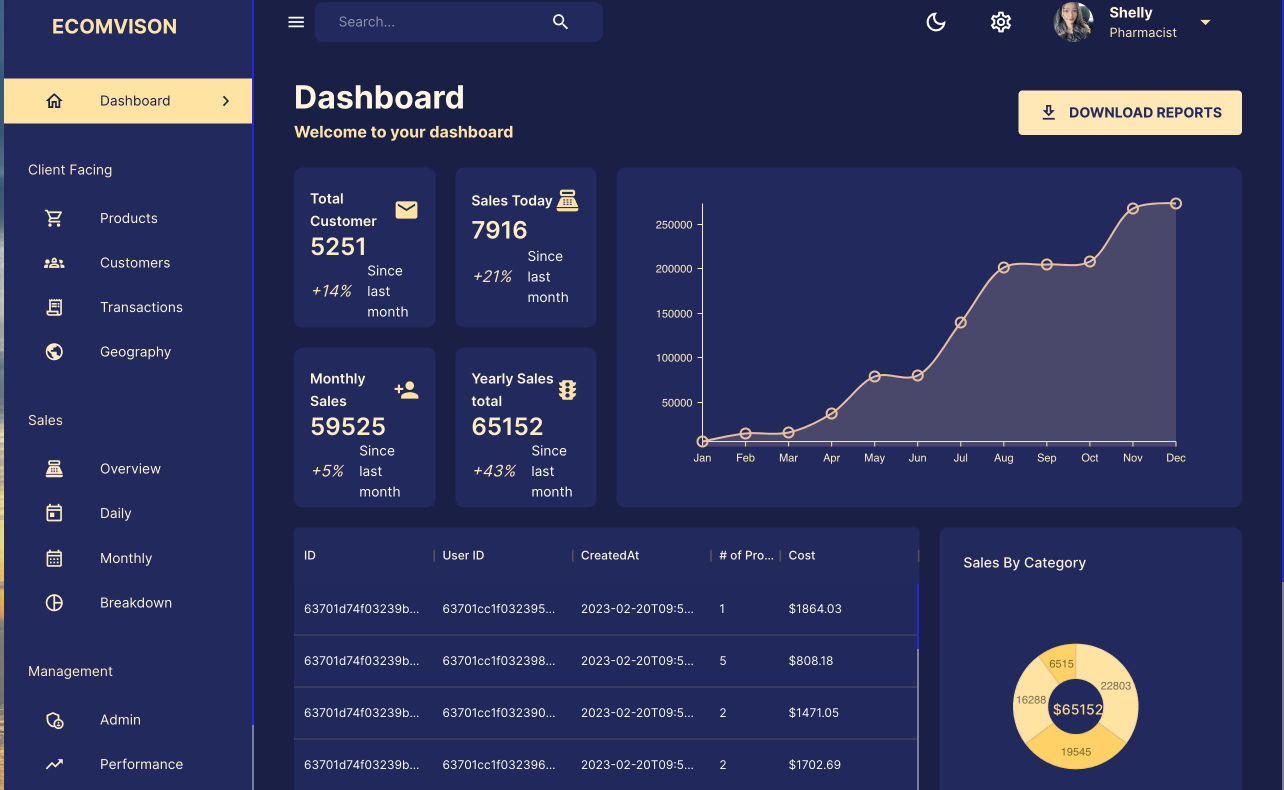 ECOMVISON
Dashboard
Client Facing
Products
Customers
Transactions
Geography
Sales
Overview
Daily
Monthly
Breakdown
Management
Admin
Performance
Search...
Shelly
Pharmacist
Dashboard
Welcome to your dashboard
DOWNLOAD REPORTS
Total
Customer
5251
+14%
Since
last
month
Sales Today
7916
+21%
Since
last
month
Monthly
Sales
59525
+5%
Since
last
month
Yearly Sales
total
65152
+43%
Since
last
month
250000
200000
150000
100000
50000
Jan Feb Mar Apr May Jun Jul Aug Sep Oct Nov Dec
ID User ID CreatedAt # of Pro... Cost
63701d74f03239b... 63701cc1f032395... 2023-02-20T09:5... 1 $1864.03
63701d74f03239b... 63701cc1f032398... 2023-02-20T09:5... 5 $808.18
63701d74f03239b... 63701cc1f032390... 2023-02-20T09:5... 2 $1471.05
63701d74f03239b... 63701cc1f032396... 2023-02-20T09:5... 2 $1702.69
Sales By Category
6515
22803
16288
$65152
19545